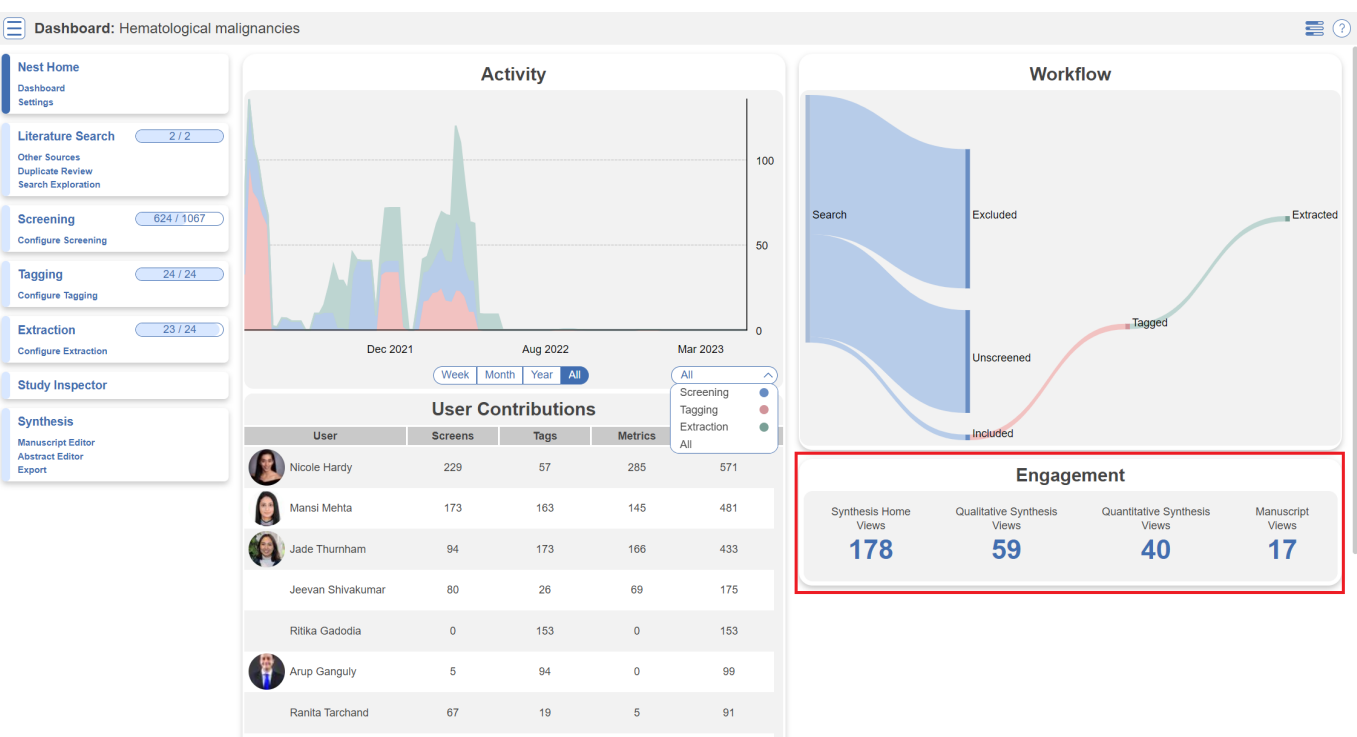 Dashboard: Hematological malignancies
?
Nest Home
Dashboard
Settings
Literature Search 2 / 2
Other Sources
Duplicate Review
Search Exploration
Screening 624 / 1067
Configure Screening
Tagging 24 / 24
Configure Tagging
Extraction 23 / 24
Configure Extraction
Study Inspector
Synthesis
Manuscript Editor
Abstract Editor
Export
Activity
100
50
0
Dec 2021 Aug 2022 Mar 2023
Week Month Year All
All
Screening
Tagging
Extraction
All
User Contributions
User Screens Tags Metrics
Nicole Hardy 229 57 285 571
Mansi Mehta 173 163 145 481
Jade Thurnham 94 173 166 433
Jeevan Shivakumar 80 26 69 175
Ritika Gadodia 0 153 0 153
Arup Ganguly 5 94 0 99
Ranita Tarchand 67 19 5 91
Workflow
Search
Excluded
Extracted
Tagged
Unscreened
Included
Engagement
Synthesis Home Views
178
Qualitative Synthesis Views
59
Quantitative Synthesis Views
40
Manuscript Views
17